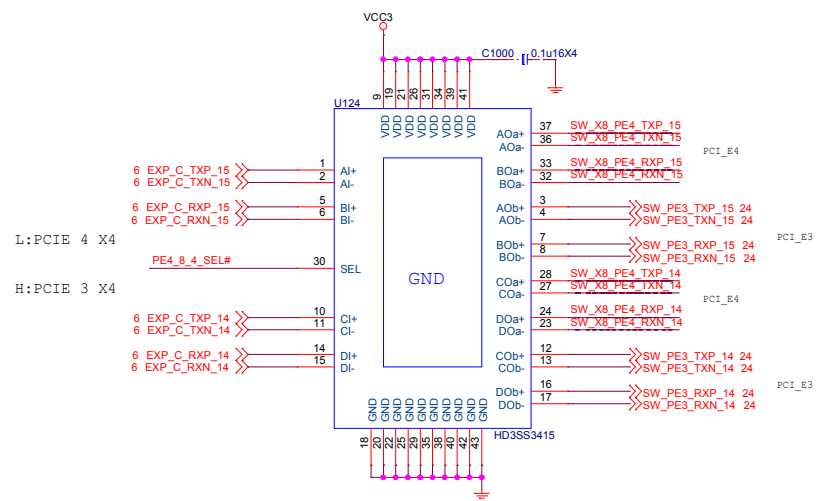 VCC3
C1000
0.1u16X4
U124
9
19
21
26
31
34
39
41
VDD
VDD
VDD
VDD
VDD
VDD
VDD
VDD
6 EXP_C_TXP_15
1
AI+
6 EXP_C_TXN_15
2
AI-
6 EXP_C_RXP_15
5
BI+
6 EXP_C_RXN_15
6
BI-
L:PCIE 4 X4
PE4_8_4_SEL#
30
SEL
H:PCIE 3 X4
6 EXP_C_TXP_14
10
CI+
6 EXP_C_TXN_14
11
CI-
6 EXP_C_RXP_14
14
DI+
6 EXP_C_RXN_14
15
DI-
GND
AOa+
37
SW_X8_PE4_TXP_15
AOa-
36
SW_X8_PE4_TXN_15
PCI_E4
BOa+
33
SW_X8_PE4_RXP_15
BOa-
32
SW_X8_PE4_RXN_15
AOb+
3
SW_PE3_TXP_15 24
AOb-
4
SW_PE3_TXN_15 24
PCI_E3
BOb+
7
SW_PE3_RXP_15 24
BOb-
8
SW_PE3_RXN_15 24
COa+
28
SW_X8_PE4_TXP_14
COa-
27
SW_X8_PE4_TXN_14
PCI_E4
DOa+
24
SW_X8_PE4_RXP_14
DOa-
23
SW_X8_PE4_RXN_14
COb+
12
SW_PE3_TXP_14 24
COb-
13
SW_PE3_TXN_14 24
PCI_E3
DOb+
16
SW_PE3_RXP_14 24
DOb-
17
SW_PE3_RXN_14 24
GND
GND
GND
GND
GND
GND
GND
GND
GND
GND
HD3SS3415
18
20
22
25
29
35
38
40
42
43